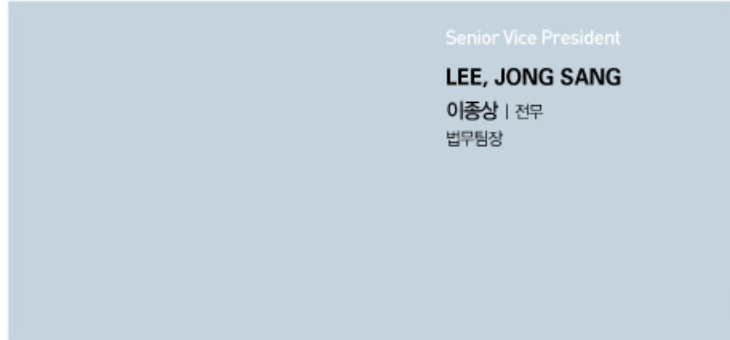 Senior Vice President
LEE, JONG SANG
이종상 | 전무
법무팀장